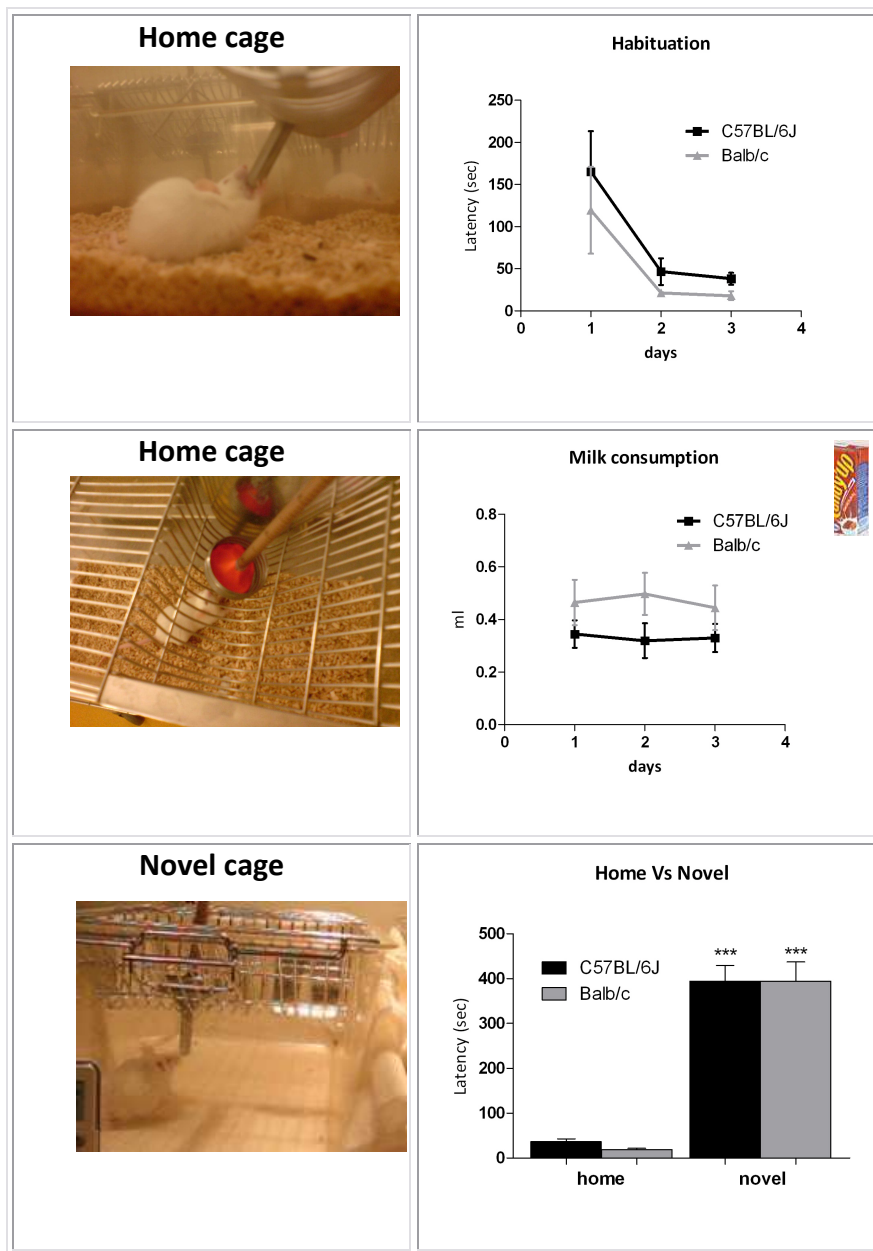 Home cage
Habituation
250
200
150
100
50
0
Latency (sec)
C57BL/6J
Balb/c
0 1 2 3 4
days
Home cage
Milk consumption
0.8
0.6
0.4
0.2
0.0
ml
C57BL/6J
Balb/c
0 1 2 3 4
days
Novel cage
Home Vs Novel
500
400
300
200
100
0
Latency (sec)
C57BL/6J
Balb/c
*** ***
home novel